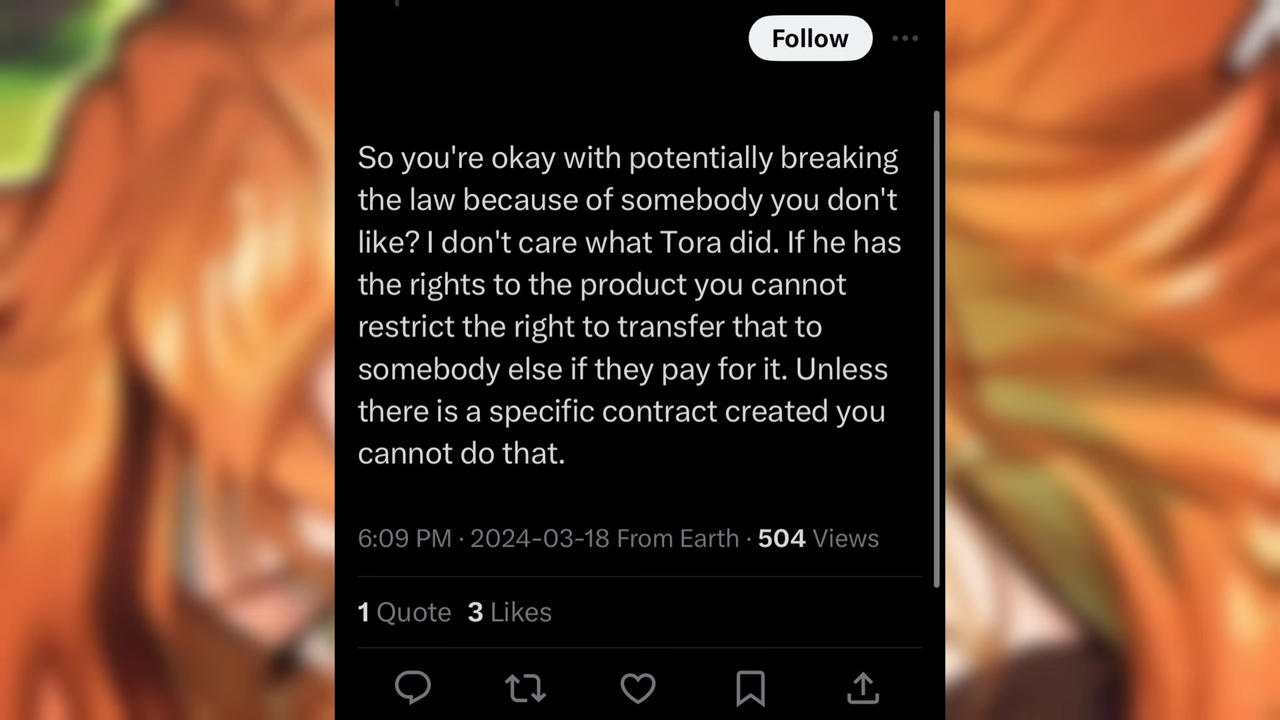 Follow
So you're okay with potentially breaking
the law because of somebody you don't
like? I don't care what Tora did. If he has
the rights to the product you cannot
restrict the right to transfer that to
somebody else if they pay for it. Unless
there is a specific contract created you
cannot do that.
6:09 PM · 2024-03-18 From Earth · 504 Views
1 Quote 3 Likes